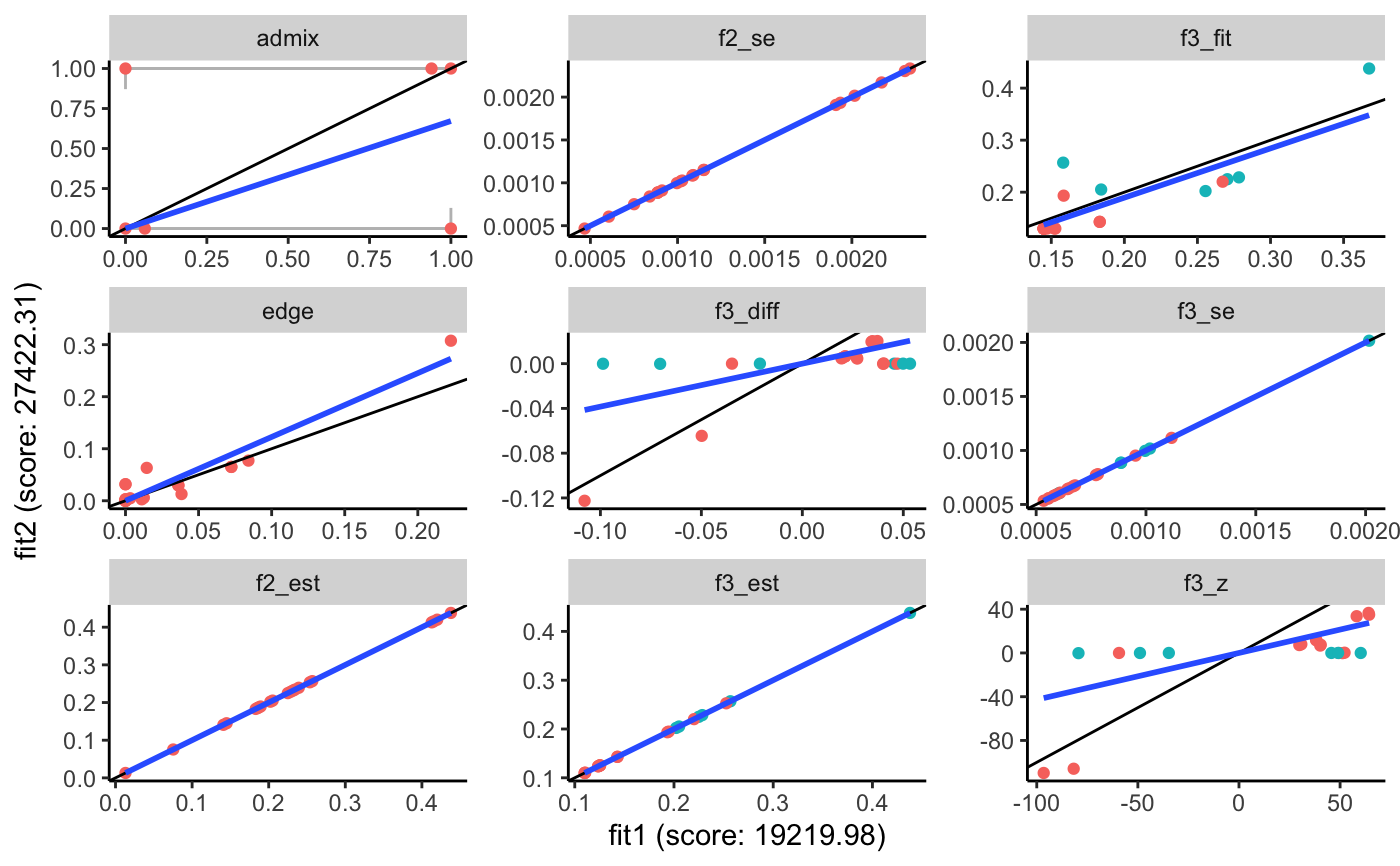 admix
f2_se
f3_fit
1.00
0.75
0.50
0.25
0.00
0.00 0.25 0.50 0.75 1.00
0.0020
0.0015
0.0010
0.0005
0.0005 0.0010 0.0015 0.0020
0.4
0.3
0.2
0.15 0.20 0.25 0.30 0.35
edge
f3_diff
f3_se
0.3
0.2
0.1
0.0
0.00 0.05 0.10 0.15 0.20
0.00
-0.04
-0.08
-0.12
-0.10 -0.05 0.00 0.05
0.0020
0.0015
0.0010
0.0005
0.0005 0.0010 0.0015 0.0020
f2_est
f3_est
f3_z
0.4
0.3
0.2
0.1
0.0
0.0 0.1 0.2 0.3 0.4
0.4
0.3
0.2
0.1
0.1 0.2 0.3 0.4
40
0
-40
-80
-100 -50 0 50
fit2 (score: 27422.31)
fit1 (score: 19219.98)